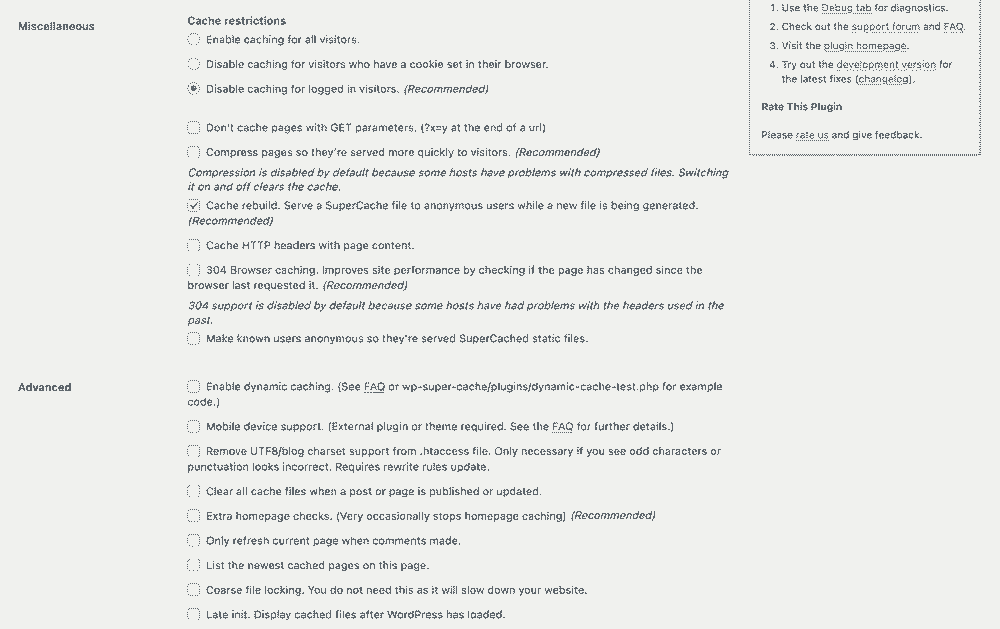 Miscellaneous
Cache restrictions
Enable caching for all visitors.
Disable caching for visitors who have a cookie set in their browser.
Disable caching for logged in visitors. (Recommended)
Don't cache pages with GET parameters. (?x=y at the end of a url)
Compress pages so they're served more quickly to visitors. (Recommended)
Compression is disabled by default because some hosts have problems with compressed files. Switching
it on and off clears the cache.
Cache rebuild. Serve a SuperCache file to anonymous users while a new file is being generated.
(Recommended)
Cache HTTP headers with page content.
304 Browser caching. Improves site performance by checking if the page has changed since the
browser last requested it. (Recommended)
304 support is disabled by default because some hosts have had problems with the headers used in the
past.
Make known users anonymous so they're served SuperCached static files.
Advanced
Enable dynamic caching. (See FAQ or wp-super-cache/plugins/dynamic-cache-test.php for example
code.)
Mobile device support. (External plugin or theme required. See the FAQ for further details.)
Remove UTF8/blog charset support from .htaccess file. Only necessary if you see odd characters or
punctuation looks incorrect. Requires rewrite rules update.
Clear all cache files when a post or page is published or updated.
Extra homepage checks. (Very occasionally stops homepage caching) (Recommended)
Only refresh current page when comments made.
List the newest cached pages on this page.
Coarse file locking. You do not need this as it will slow down your website.
Late init. Display cached files after WordPress has loaded.
1. Use the Debug tab for diagnostics.
2. Check out the support forum and FAQ.
3. Visit the plugin homepage.
4. Try out the development version for
the latest fixes (changelog).
Rate This Plugin
Please rate us and give feedback.